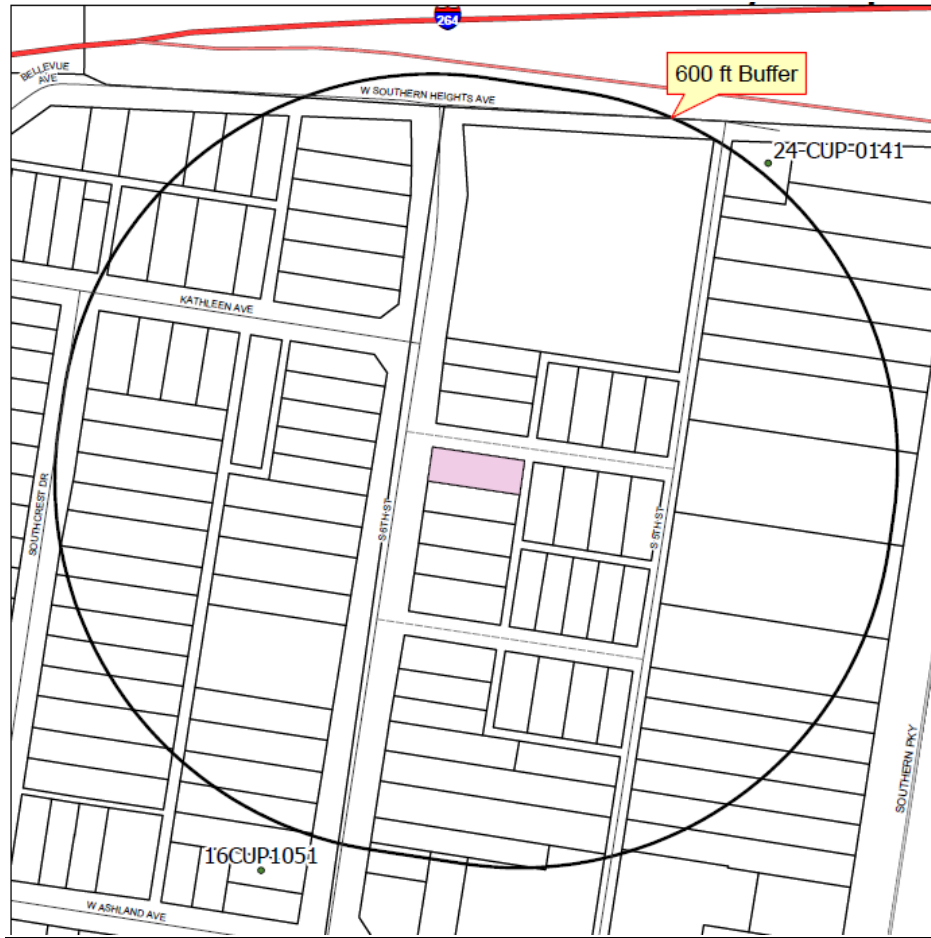 264
BELLEVUE
AVE
600 ft Buffer
W SOUTHERN HEIGHTS AVE
24-CUP-0141
KATHLEEN AVE
SOUTHCREST DR
S 6TH ST
S 5TH ST
SOUTHERN PKY
16CUP1051
W ASHLAND AVE